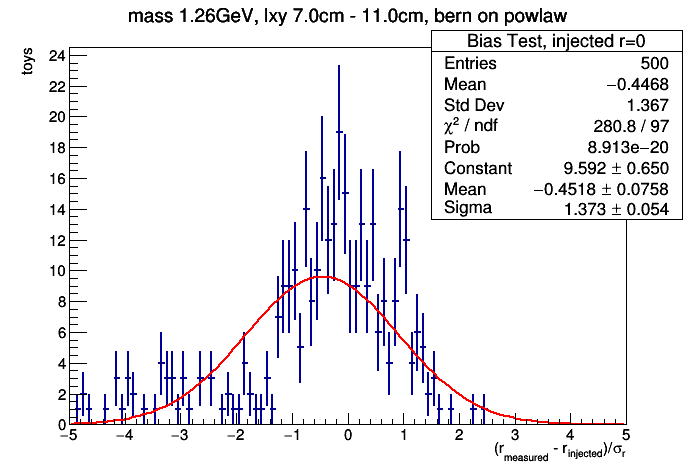 mass 1.26GeV, lxy 7.0cm - 11.0cm, bern on powlaw
Bias Test, injected r=0
Entries 500
Mean −0.4468
Std Dev 1.367
χ² / ndf 280.8 / 97
Prob 8.913e−20
Constant 9.592 ± 0.650
Mean −0.4518 ± 0.0758
Sigma 1.373 ± 0.054
toys
24
22
20
18
16
14
12
10
8
6
4
2
0
−5 −4 −3 −2 −1 0 1 2 3 4 5
(r_measured - r_injected)/σ_r